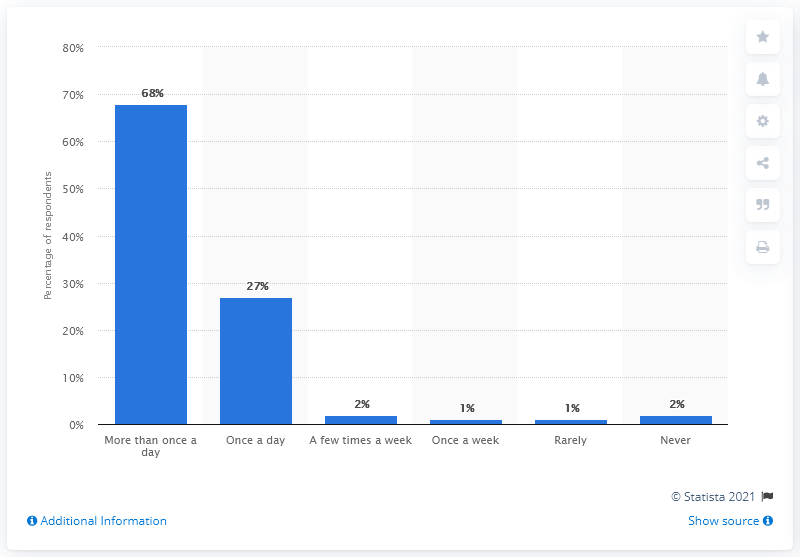 80%
70%
60%
50%
40%
30%
20%
10%
0%
Percentage of respondents
68%
27%
2%
1%
1%
2%
More than once a
day
Once a day
A few times a week
Once a week
Rarely
Never
© Statista 2021
Additional Information
Show source